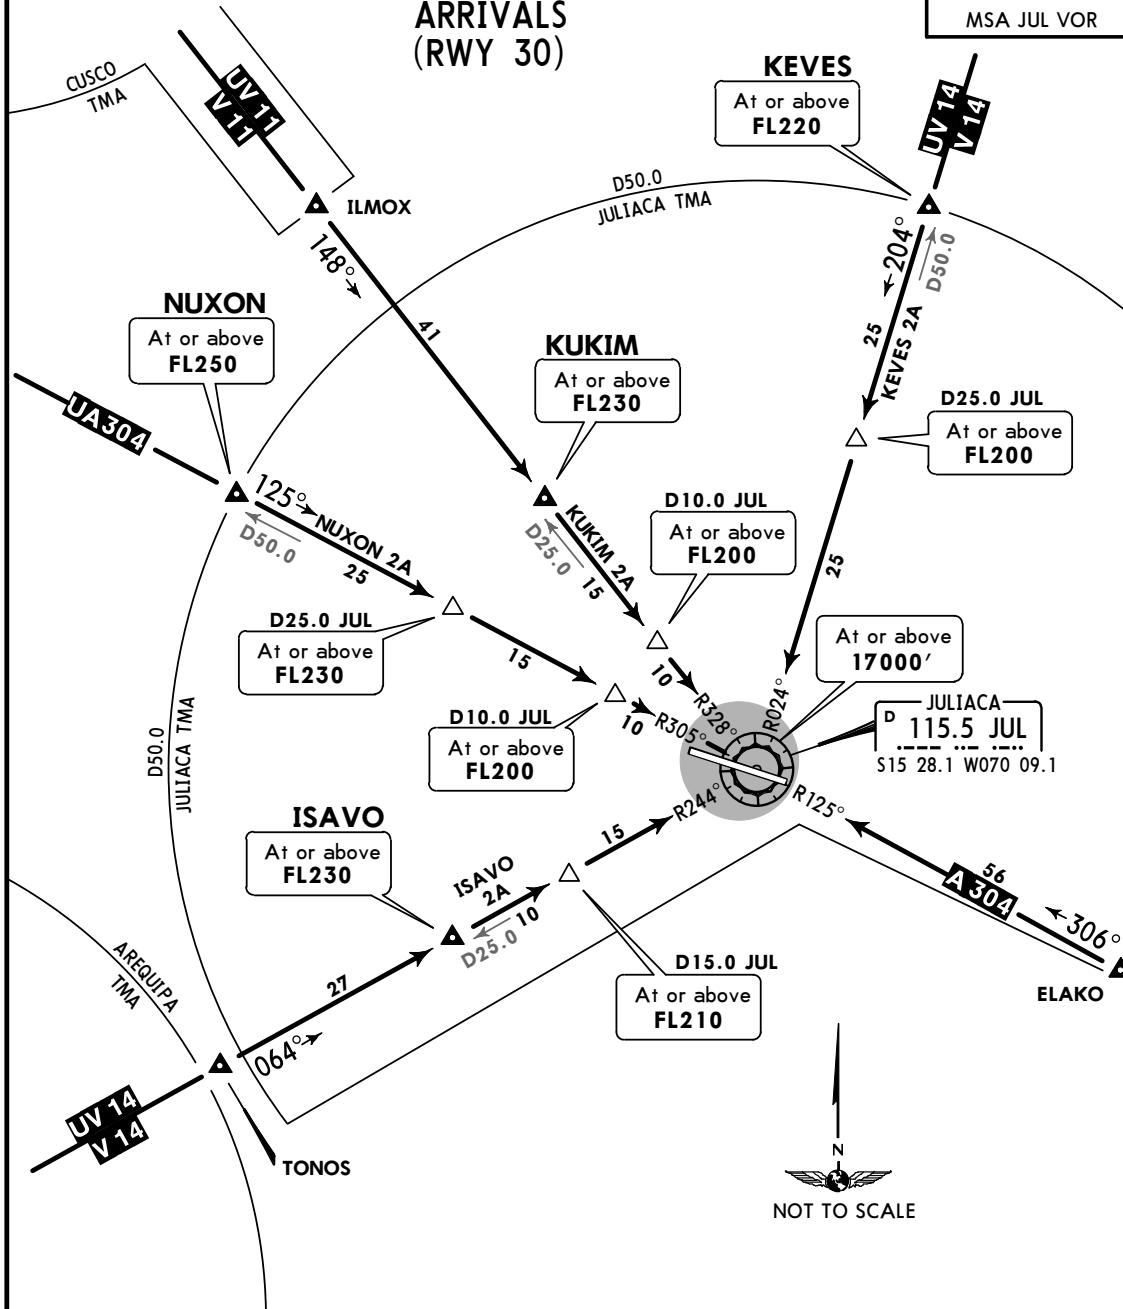 ARRIVALS
(RWY 30)
MSA JUL VOR
CUSCO
TMA
UV 11
V 11
KEVES
At or above
FL220
UV 14
V 14
D50.0
JULIACA TMA
ILMOX
148°
204°
D50.0
NUXON
At or above
FL250
41
25
KEVES 2A
KUKIM
At or above
FL230
D25.0 JUL
At or above
FL200
UA304
125°
NUXON 2A
D50.0
25
KUKIM 2A
D25.0
15
D10.0 JUL
At or above
FL200
25
D25.0 JUL
At or above
FL230
15
At or above
17000'
10
R328°
R024°
D50.0
JULIACA TMA
D10.0 JUL
At or above
FL200
10
R305°
JULIACA
D 115.5 JUL
S15 28.1 W070 09.1
ISAVO
At or above
FL230
15
R244°
R125°
ISAVO
2A
10
D25.0
56
A 304
306°
ELAKO
AREQUIPA
TMA
27
064°
D15.0 JUL
At or above
FL210
UV 14
V 14
TONOS
N
NOT TO SCALE